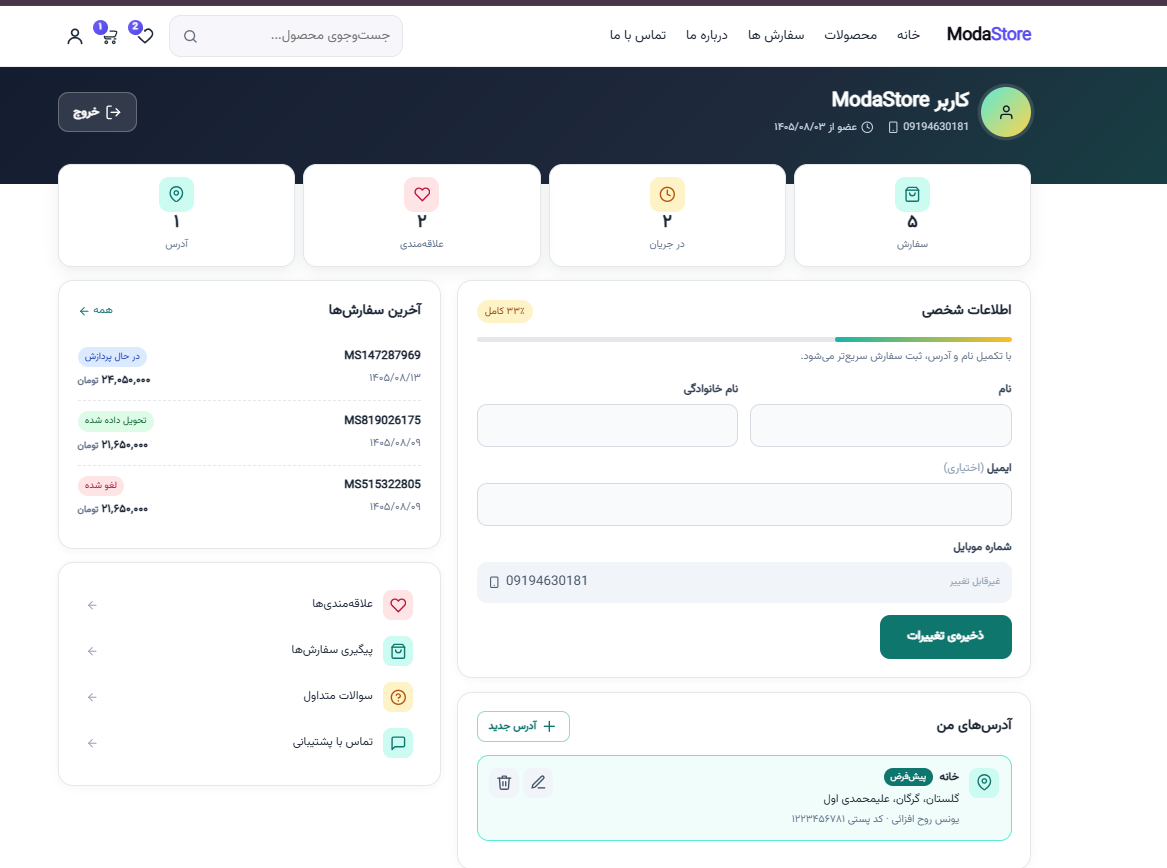 ModaStore
خانه
محصولات
سفارش ها
درباره ما
تماس با ما
جست‌وجوی محصول...
2
1
کاربر ModaStore
09194630181
عضو از ۱۴۰۵/۰۸/۰۳
خروج
۵
سفارش
۲
در جریان
۲
علاقه‌مندی
۱
آدرس
اطلاعات شخصی
۳۳٪ کامل
با تکمیل نام و آدرس، ثبت سفارش سریع‌تر می‌شود.
نام
نام خانوادگی
ایمیل (اختیاری)
شماره موبایل
غیرقابل تغییر
09194630181
ذخیره‌ی تغییرات
آدرس‌های من
آدرس جدید
خانه
پیش‌فرض
گلستان، گرگان، علیمحمدی اول
یونس روح افزائی · کد پستی ۱۲۲۳۴۵۶۷۸۱
آخرین سفارش‌ها
همه
MS147287969
در حال پردازش
۱۴۰۵/۰۸/۱۳
۲۴,۰۵۰,۰۰۰ تومان
MS819026175
تحویل داده شده
۱۴۰۵/۰۸/۰۹
۲۱,۶۵۰,۰۰۰ تومان
MS515322805
لغو شده
۱۴۰۵/۰۸/۰۹
۲۱,۶۵۰,۰۰۰ تومان
علاقه‌مندی‌ها
پیگیری سفارش‌ها
سوالات متداول
تماس با پشتیبانی